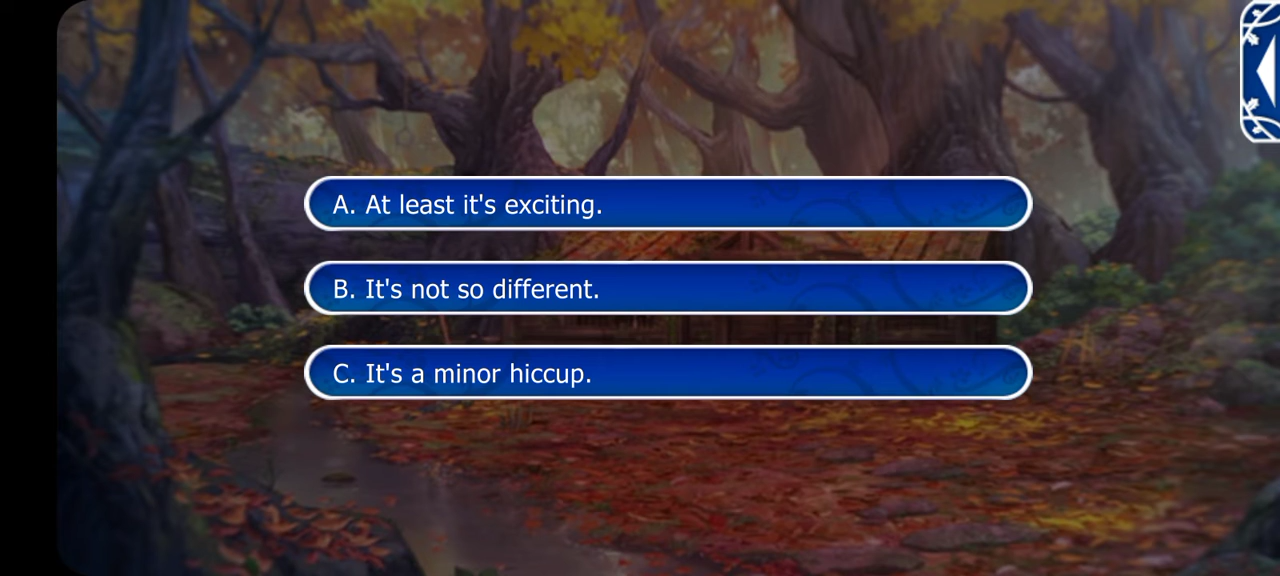 A. At least it's exciting.
B. It's not so different.
C. It's a minor hiccup.